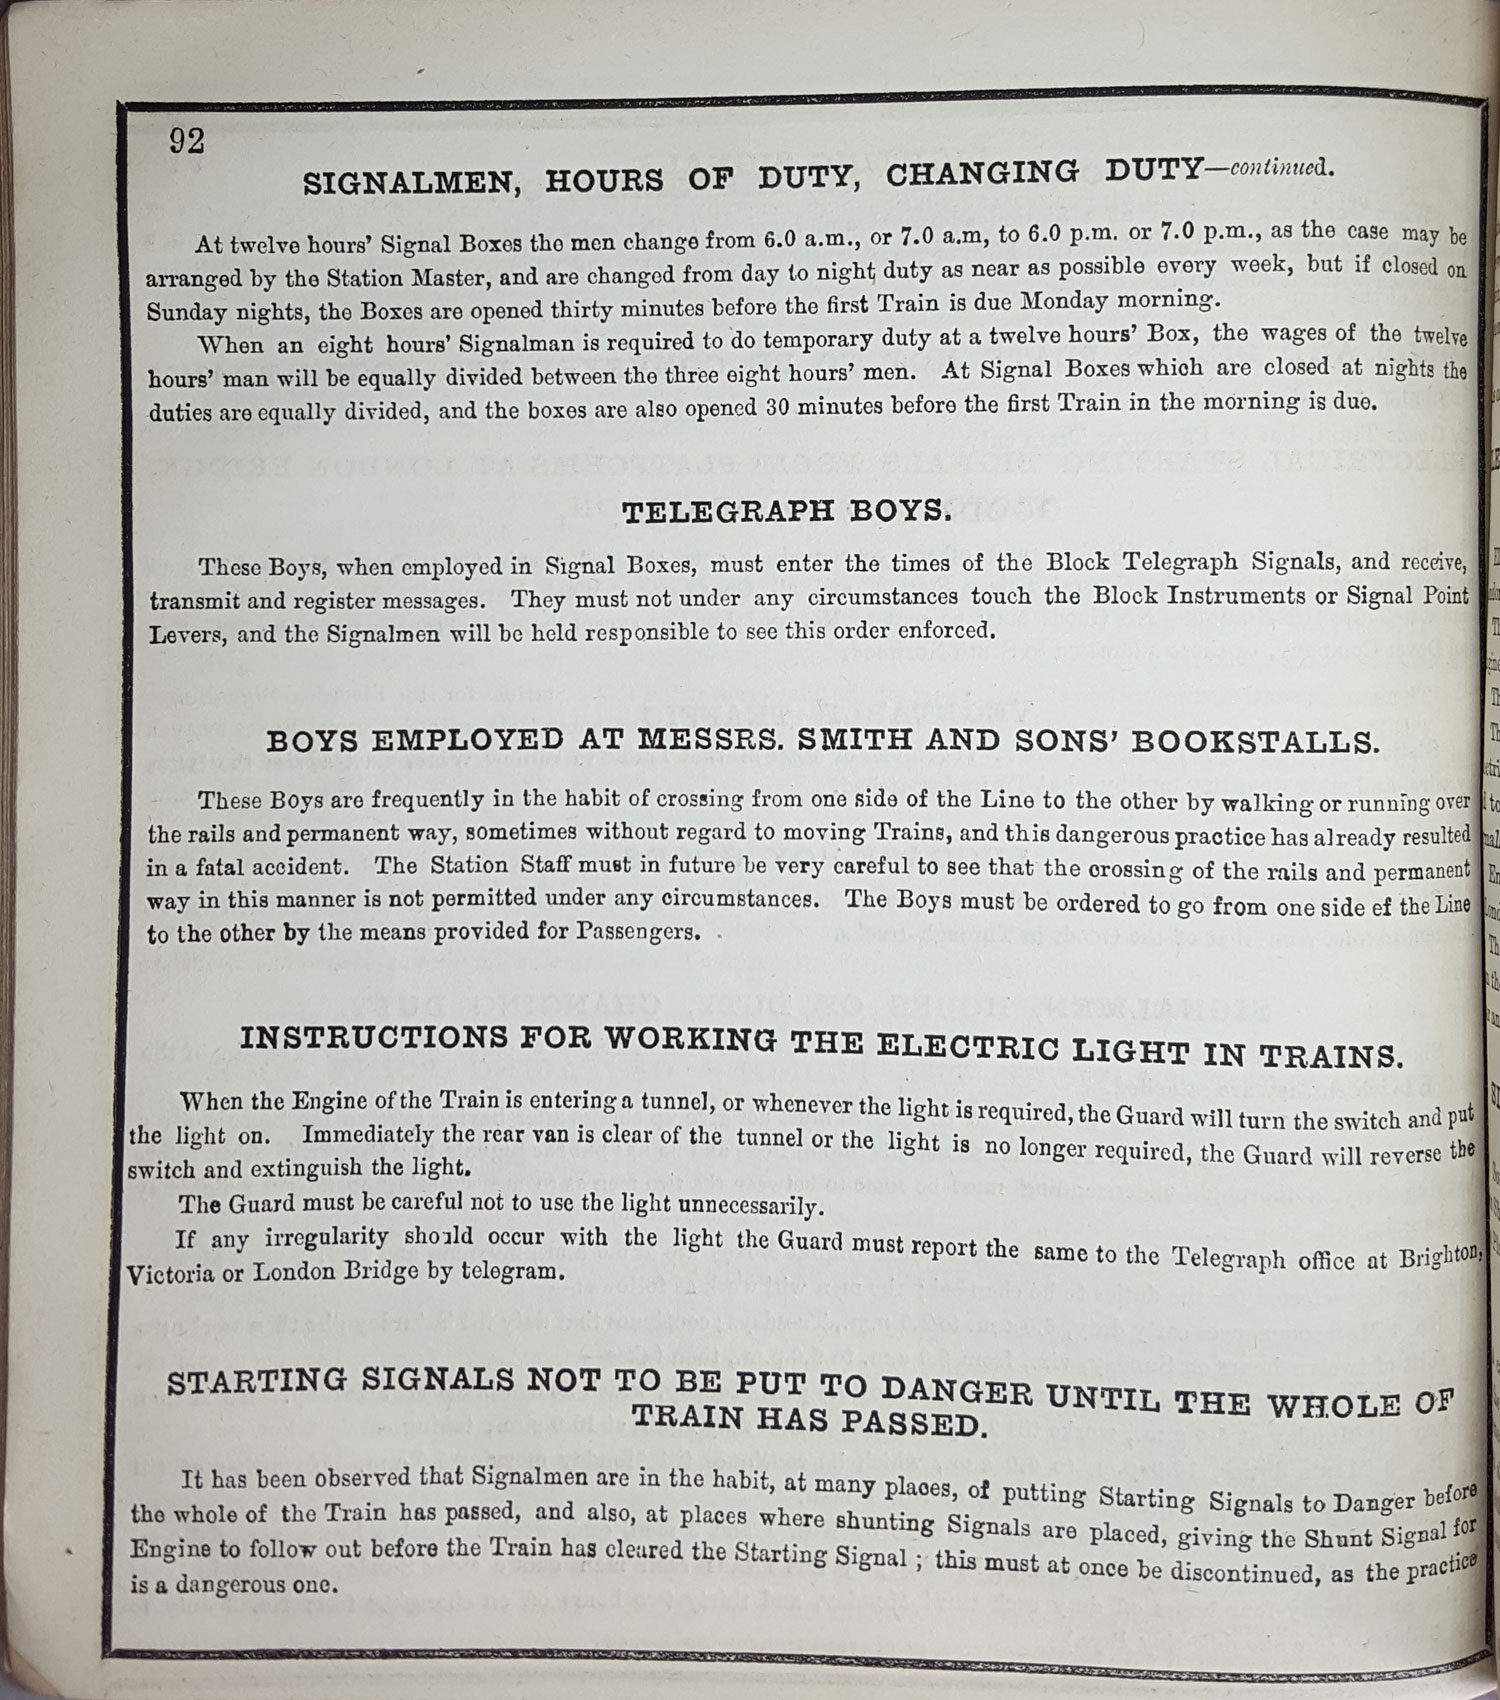 92
SIGNALMEN, HOURS OF DUTY, CHANGING DUTY—continued.
At twelve hours' Signal Boxes the men change from 6.0 a.m., or 7.0 a.m, to 6.0 p.m. or 7.0 p.m., as the case may be
arranged by the Station Master, and are changed from day to night duty as near as possible every week, but if closed on
Sunday nights, the Boxes are opened thirty minutes before the first Train is due Monday morning.
When an eight hours' Signalman is required to do temporary duty at a twelve hours' Box, the wages of the twelve
hours' man will be equally divided between the three eight hours' men. At Signal Boxes which are closed at nights the
duties are equally divided, and the boxes are also opened 30 minutes before the first Train in the morning is due.
TELEGRAPH BOYS.
These Boys, when employed in Signal Boxes, must enter the times of the Block Telegraph Signals, and receive,
transmit and register messages. They must not under any circumstances touch the Block Instruments or Signal Point
Levers, and the Signalmen will be held responsible to see this order enforced.
BOYS EMPLOYED AT MESSRS. SMITH AND SONS' BOOKSTALLS.
These Boys are frequently in the habit of crossing from one side of the Line to the other by walking or running over
the rails and permanent way, sometimes without regard to moving Trains, and this dangerous practice has already resulted
in a fatal accident. The Station Staff must in future be very careful to see that the crossing of the rails and permanent
way in this manner is not permitted under any circumstances. The Boys must be ordered to go from one side ef the Line
to the other by the means provided for Passengers.
INSTRUCTIONS FOR WORKING THE ELECTRIC LIGHT IN TRAINS.
When the Engine of the Train is entering a tunnel, or whenever the light is required, the Guard will turn the switch and put
the light on. Immediately the rear van is clear of the tunnel or the light is no longer required, the Guard will reverse the
switch and extinguish the light.
The Guard must be careful not to use the light unnecessarily.
If any irregularity should occur with the light the Guard must report the same to the Telegraph office at Brighton,
Victoria or London Bridge by telegram.
STARTING SIGNALS NOT TO BE PUT TO DANGER UNTIL THE WHOLE OF
TRAIN HAS PASSED.
It has been observed that Signalmen are in the habit, at many places, of putting Starting Signals to Danger before
the whole of the Train has passed, and also, at places where shunting Signals are placed, giving the Shunt Signal for
Engine to follow out before the Train has cleared the Starting Signal ; this must at once be discontinued, as the practice
is a dangerous one.